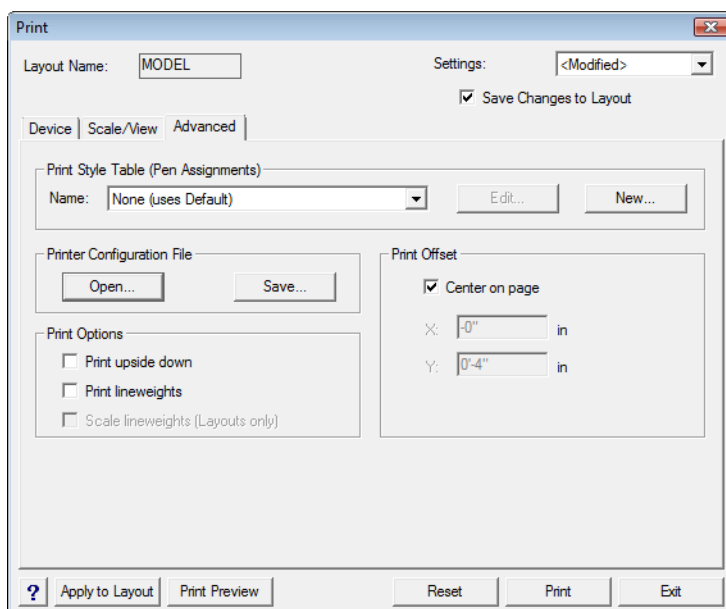 Print
Layout Name: MODEL
Settings: <Modified>
Save Changes to Layout
Device Scale/View Advanced
Print Style Table (Pen Assignments)
Name: None (uses Default) Edit... New...
Printer Configuration File
Open... Save...
Print Offset
Center on page
X: -0" in
Y: 0'-4" in
Print Options
Print upside down
Print lineweights
Scale lineweights (Layouts only)
? Apply to Layout Print Preview Reset Print Exit